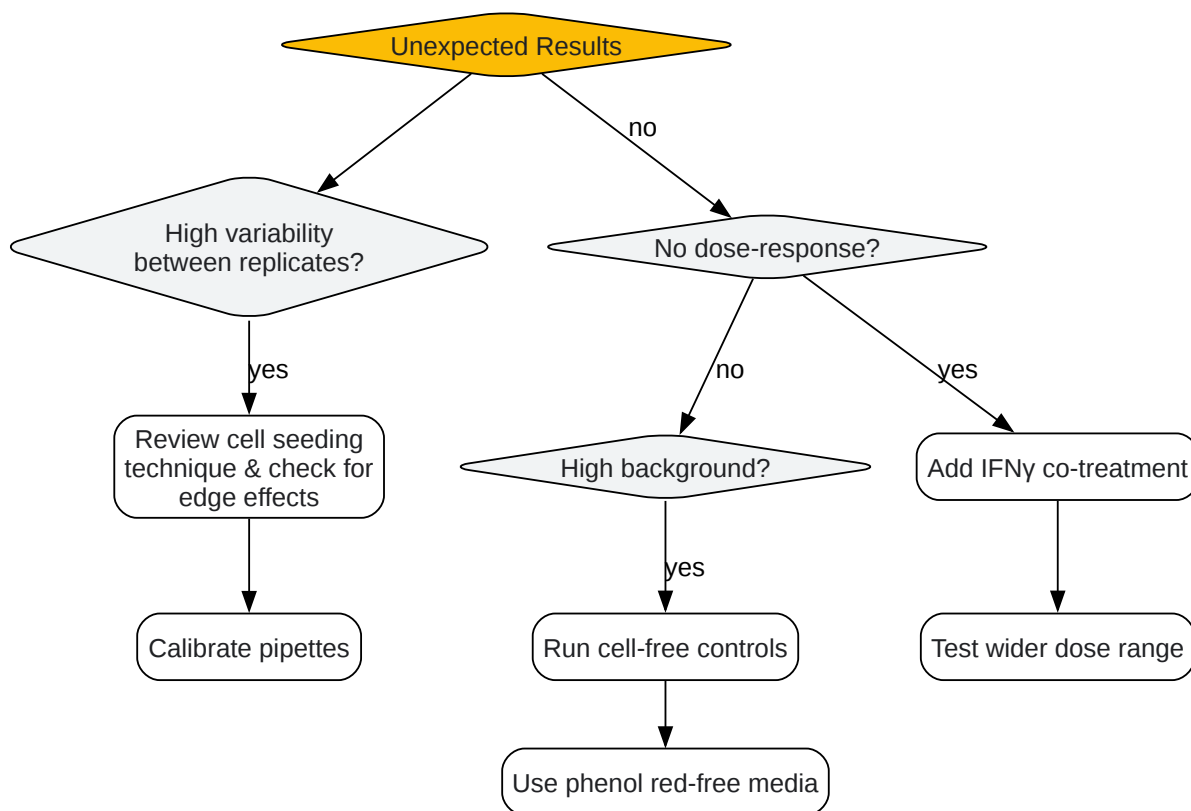 Unexpected Results
no
High variability
between replicates?
No dose-response?
yes
no
yes
Review cell seeding
technique & check for
edge effects
High background?
Add IFNγ co-treatment
yes
Calibrate pipettes
Run cell-free controls
Test wider dose range
Use phenol red-free media